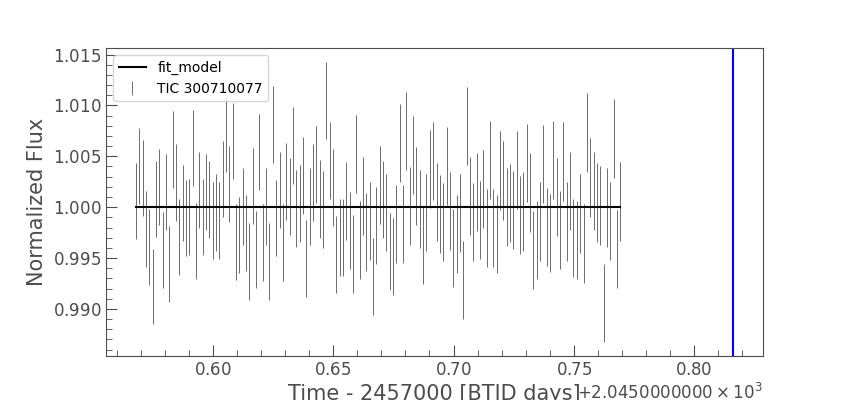 1.015
1.010
1.005
1.000
0.995
0.990
Normalized Flux
fit_model
TIC 300710077
0.60
0.65
0.70
0.75
0.80
Time - 2457000 [BTJD days]
+2.0450000000 × 10³